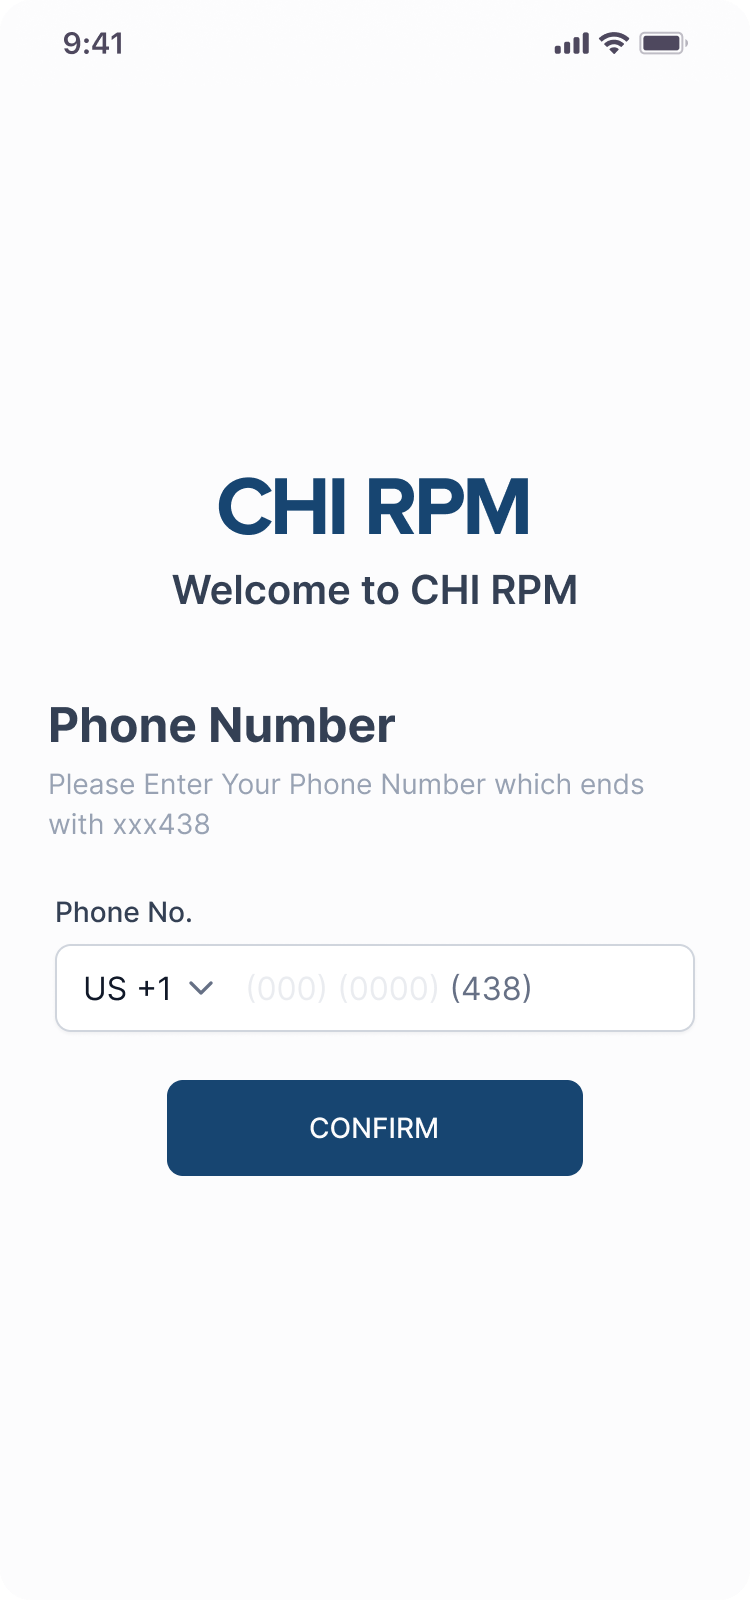 9:41
CHI RPM
Welcome to CHI RPM
Phone Number
Please Enter Your Phone Number which ends
with xxx438
Phone No.
US +1 (000) (0000) (438)
CONFIRM